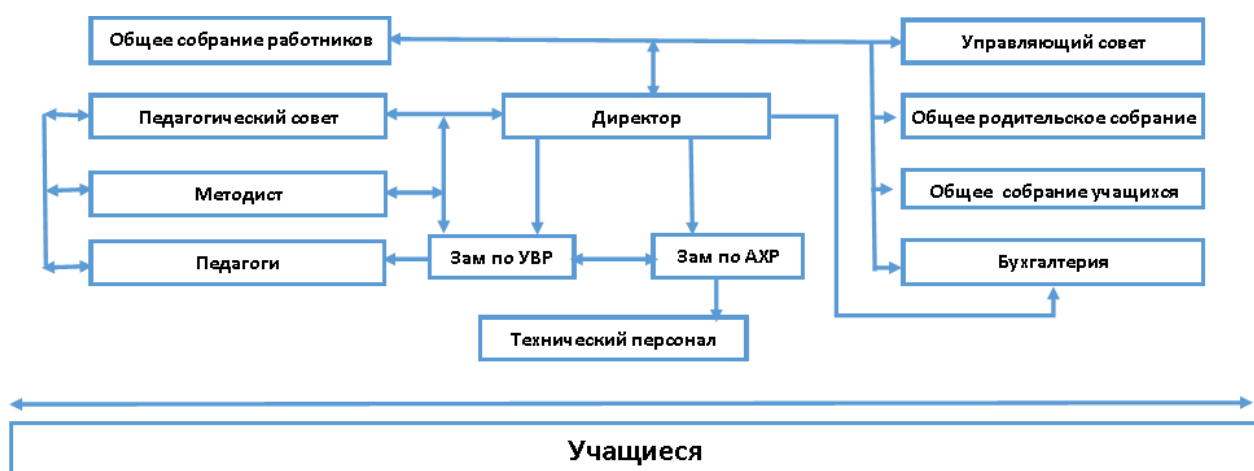 Общее собрание работников
Управляющий совет
Педагогический совет
Директор
Общее родительское собрание
Методист
Общее собрание учащихся
Педагоги
Зам по УВР
Зам по АХР
Бухгалтерия
Технический персонал
Учащиеся